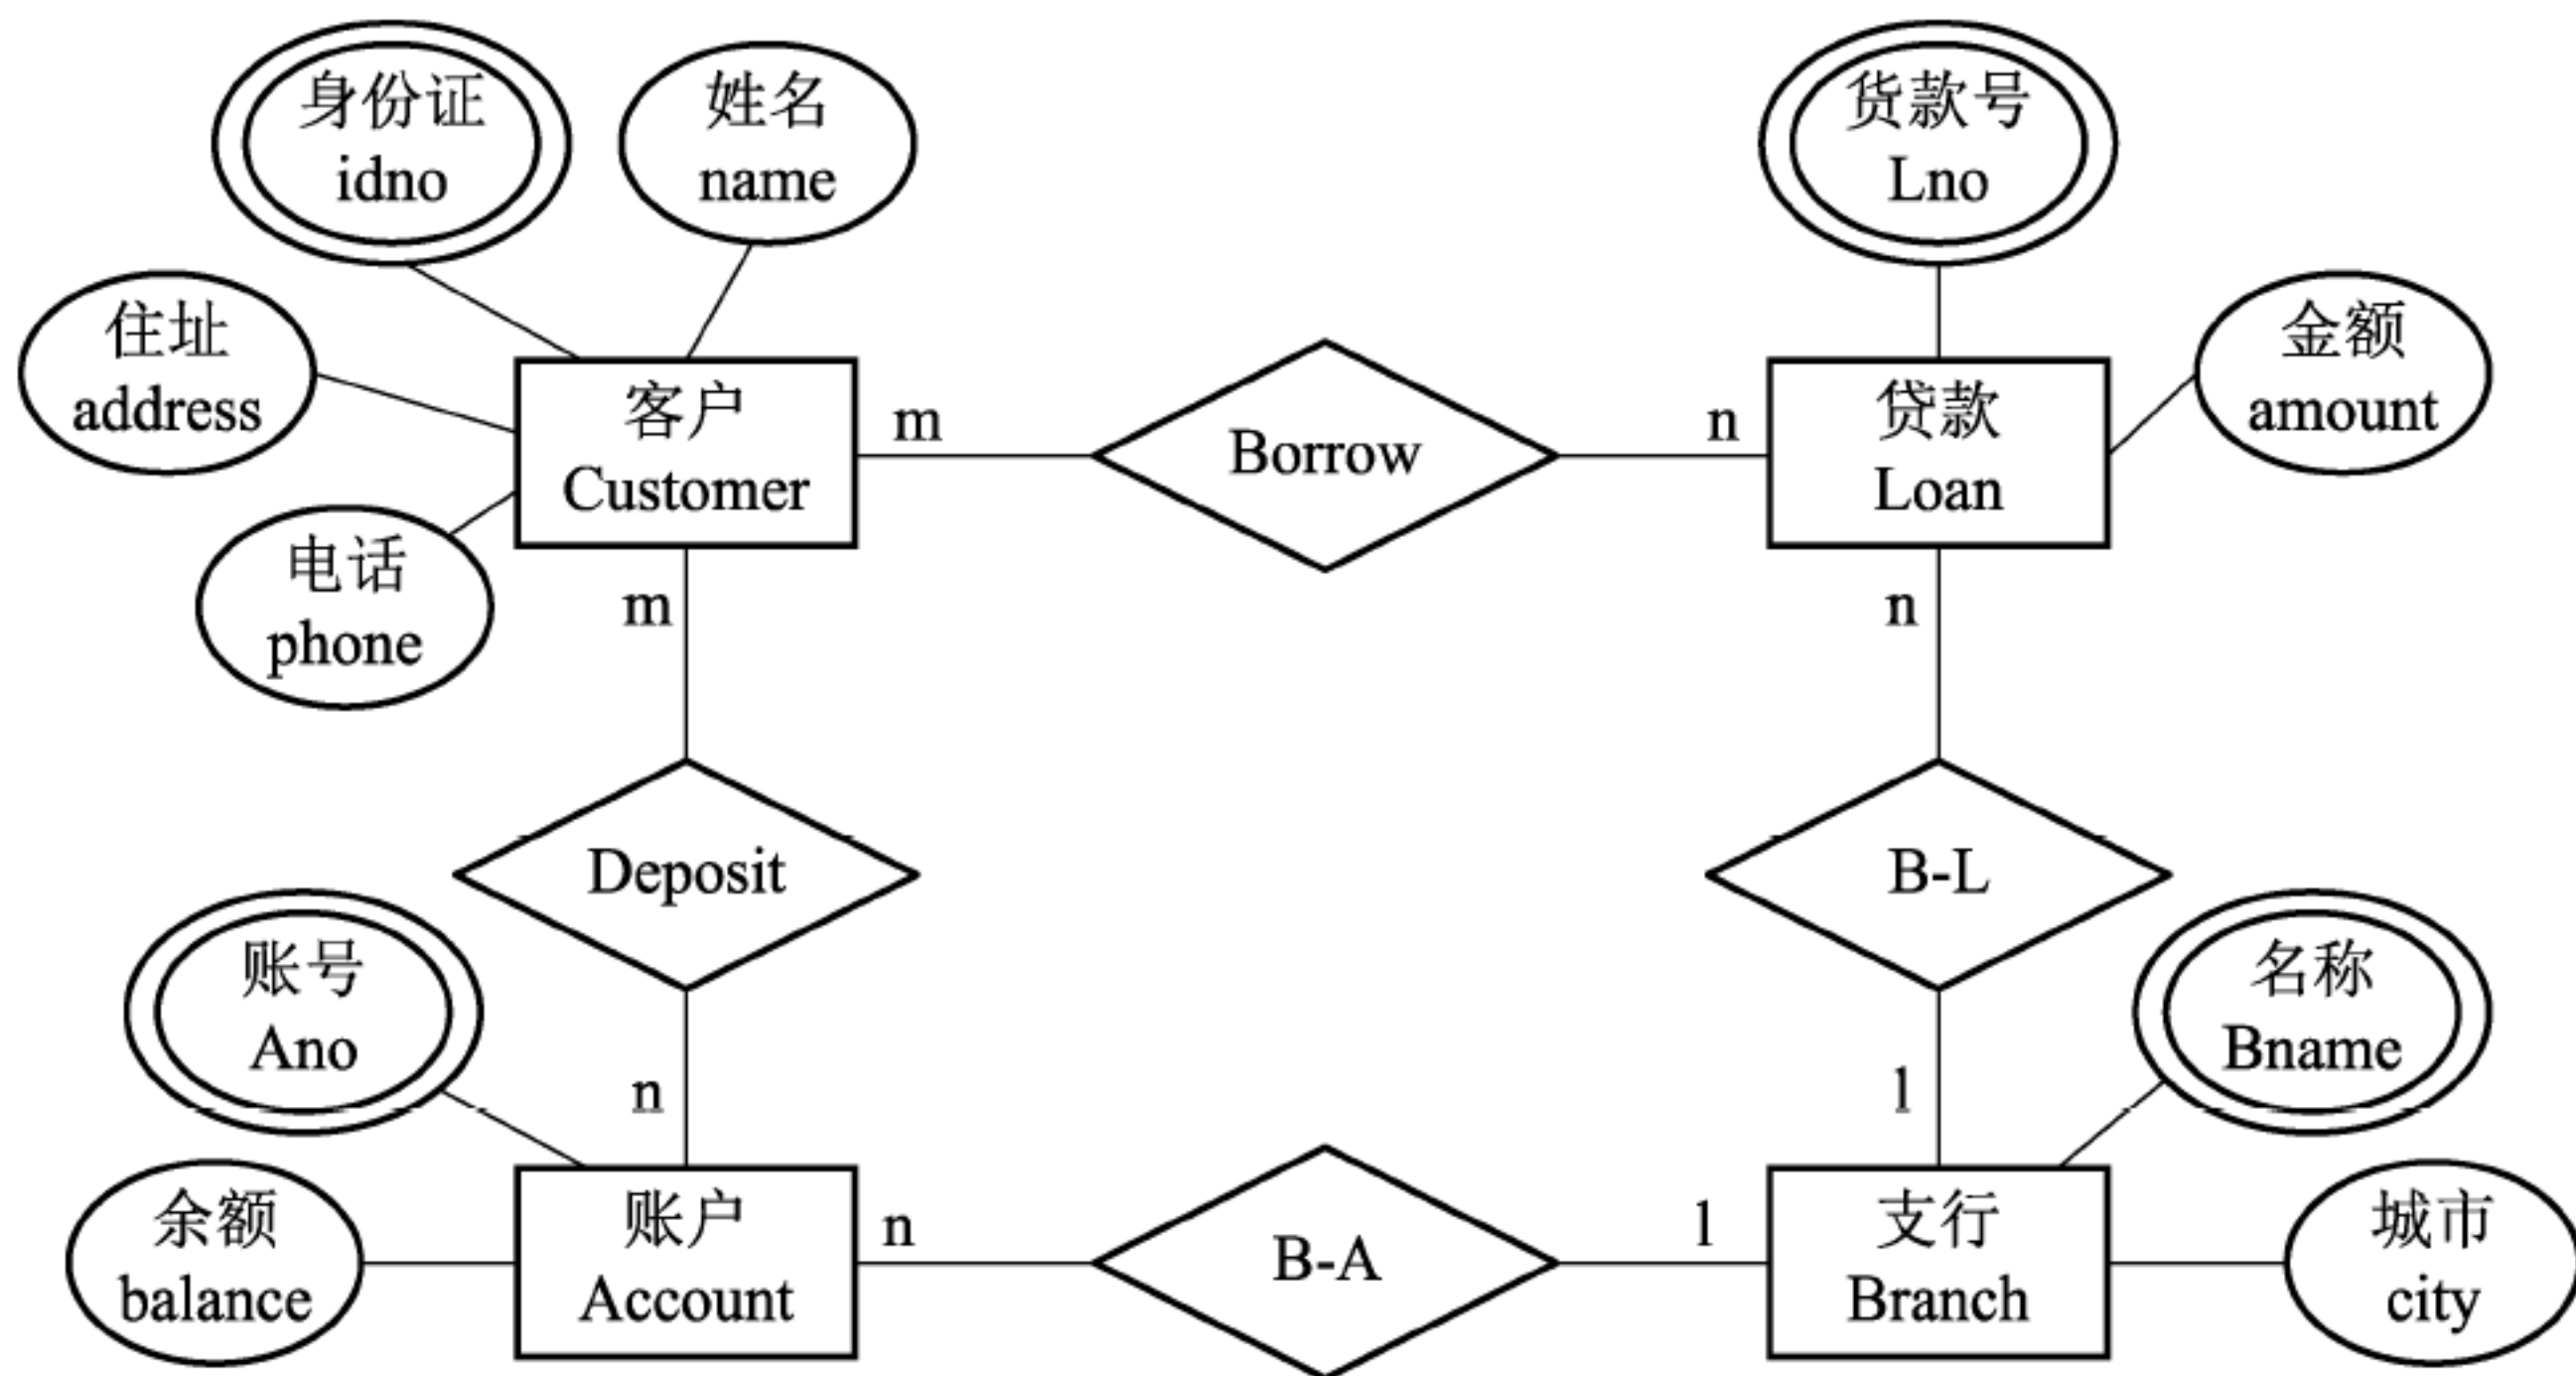 身份证
idno
姓名
name
货款号
Lno
住址
address
金额
amount
客户
Customer
m
Borrow
n
贷款
Loan
电话
phone
m
n
Deposit
B-L
账号
Ano
名称
Bname
n
l
余额
balance
账户
Account
n
B-A
l
支行
Branch
城市
city